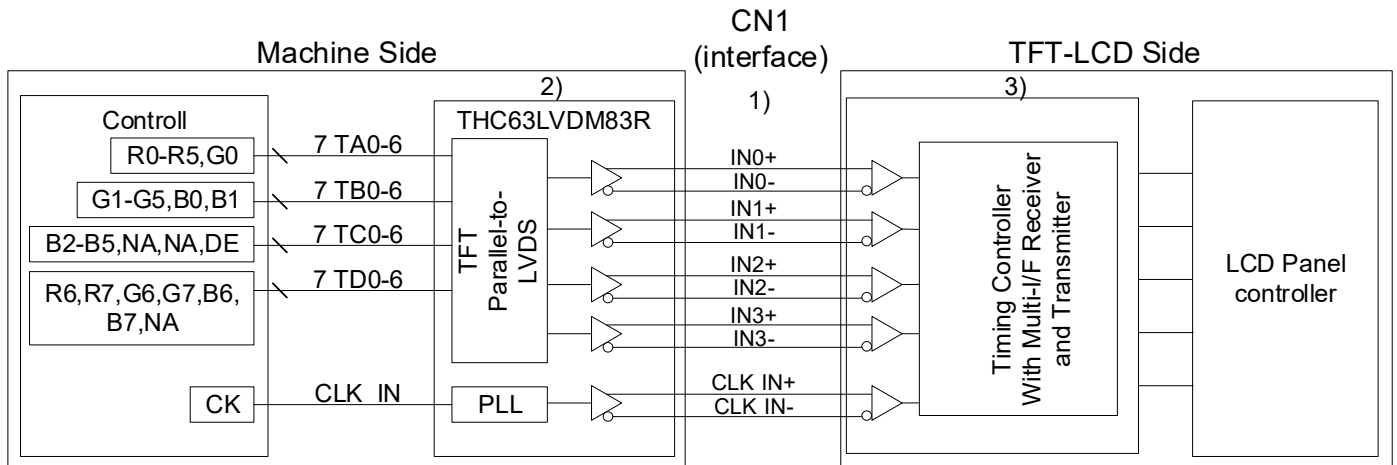 CN1
(interface)
Machine Side
TFT-LCD Side
2)
1)
3)
Controll
THC63LVDM83R
R0-R5,G0
7 TA0-6
G1-G5,B0,B1
7 TB0-6
B2-B5,NA,NA,DE
7 TC0-6
R6,R7,G6,G7,B6,
B7,NA
7 TD0-6
CK
CLK IN
TFT
Parallel-to-
LVDS
PLL
IN0+
IN0-
IN1+
IN1-
IN2+
IN2-
IN3+
IN3-
CLK IN+
CLK IN-
Timing Controller
With Multi-I/F Receiver
and Transmitter
LCD Panel
controller